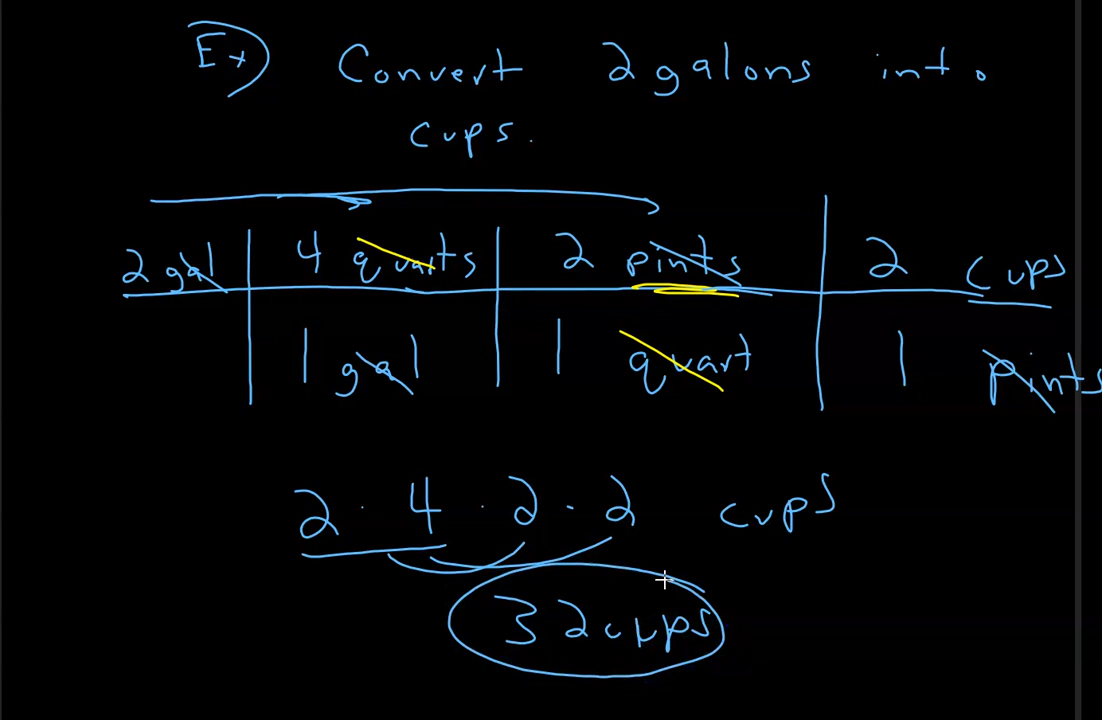 Ex) Convert 2 galons into
cups.
2 gal 4 quarts 2 pints 2 cups
1 gal 1 quart 1 pints
2 · 4 · 2 · 2 cups
32 cups